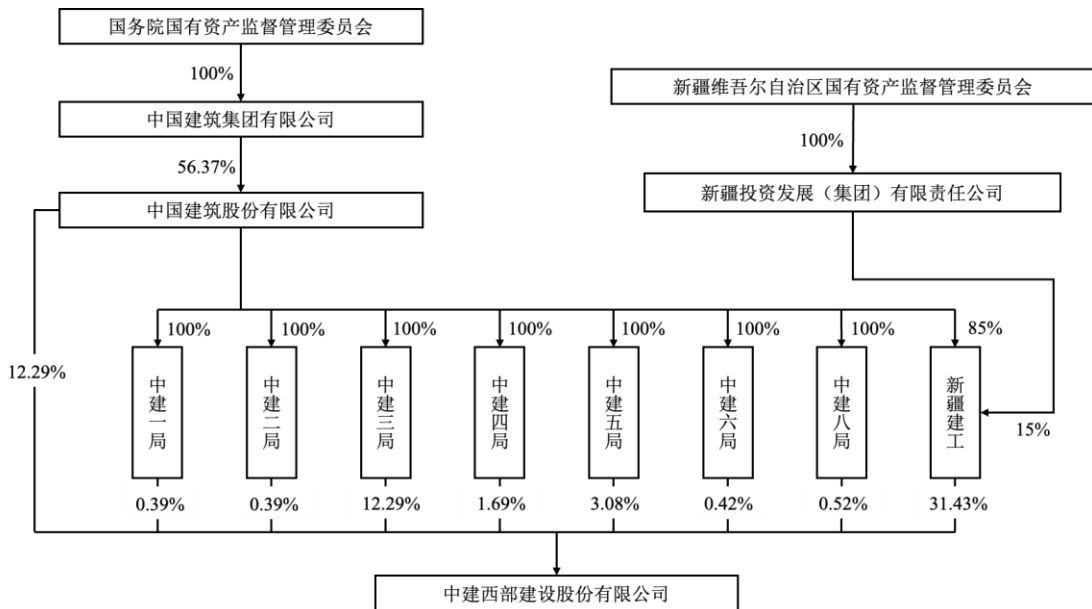 国务院国有资产监督管理委员会
100%
新疆维吾尔自治区国有资产监督管理委员会
中国建筑集团有限公司
56.37%
100%
中国建筑股份有限公司
新疆投资发展（集团）有限责任公司
100%
100%
100%
100%
100%
100%
100%
85%
12.29%
中建一局
中建二局
中建三局
中建四局
中建五局
中建六局
中建八局
新疆建工
15%
0.39%
0.39%
12.29%
1.69%
3.08%
0.42%
0.52%
31.43%
中建西部建设股份有限公司